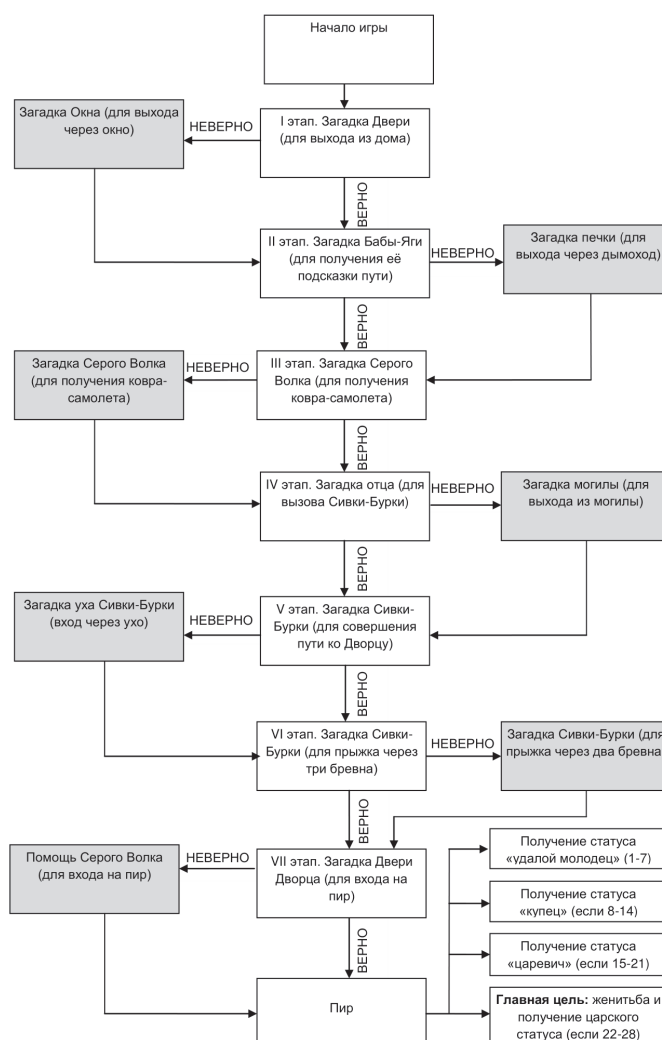 Начало игры
Загадка Окна (для выхода
через окно)
НЕВЕРНО
I этап. Загадка Двери
(для выхода из дома)
ВЕРНО
II этап. Загадка Бабы-Яги
(для получения её
подсказки пути)
НЕВЕРНО
Загадка печки (для
выхода через дымоход)
ВЕРНО
Загадка Серого Волка
(для получения ковра-
самолета)
НЕВЕРНО
III этап. Загадка Серого
Волка (для получения
ковра-самолета)
ВЕРНО
IV этап. Загадка отца (для
вызова Сивки-Бурки)
НЕВЕРНО
Загадка могилы (для
выхода из могилы)
ВЕРНО
Загадка уха Сивки-Бурки
(вход через ухо)
НЕВЕРНО
V этап. Загадка Сивки-
Бурки (для совершения
пути ко Дворцу)
ВЕРНО
VI этап. Загадка Сивки-
Бурки (для прыжка через
три бревна)
НЕВЕРНО
Загадка Сивки-Бурки (для
прыжка через два бревна
ВЕРНО
Помощь Серого Волка
(для входа на пир)
НЕВЕРНО
VII этап. Загадка Двери
Дворца (для входа на
пир)
ВЕРНО
Пир
Получение статуса
«удалой молодец» (1-7)
Получение статуса
«купец» (если 8-14)
Получение статуса
«царевич» (если 15-21)
Главная цель: женитьба и
получение царского
статуса (если 22-28)